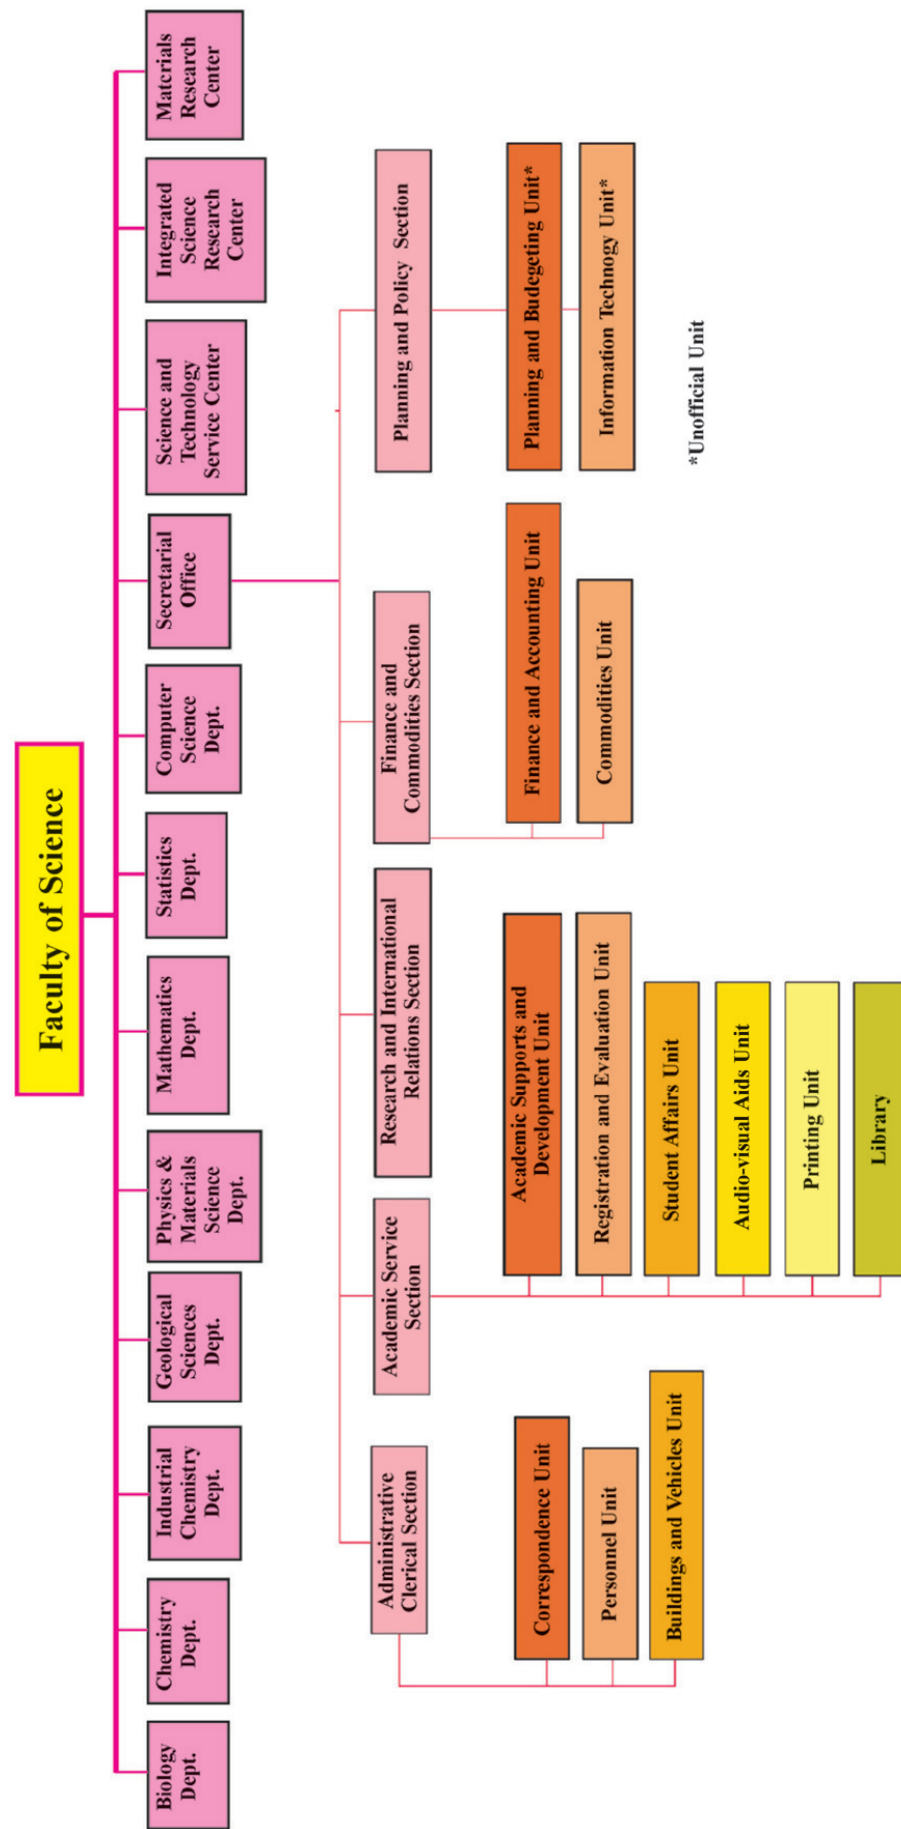 Faculty of Science
Biology
Dept.
Chemistry
Dept.
Industrial
Chemistry
Dept.
Geological
Sciences
Dept.
Physics &
Materials
Science
Dept.
Mathematics
Dept.
Statistics
Dept.
Computer
Science
Dept.
Secretarial
Office
Science and
Technology
Service Center
Integrated
Science
Research
Center
Materials
Research
Center
Administrative
Clerical Section
Academic Service
Section
Research and International
Relations Section
Finance and
Commodities Section
Planning and Policy Section
Correspondence Unit
Personnel Unit
Buildings and Vehicles Unit
Academic Supports and
Development Unit
Registration and Evaluation Unit
Student Affairs Unit
Audio-visual Aids Unit
Printing Unit
Library
Finance and Accounting Unit
Commodities Unit
Planning and Budegeting Unit*
Information Technogy Unit*
*Unofficial Unit